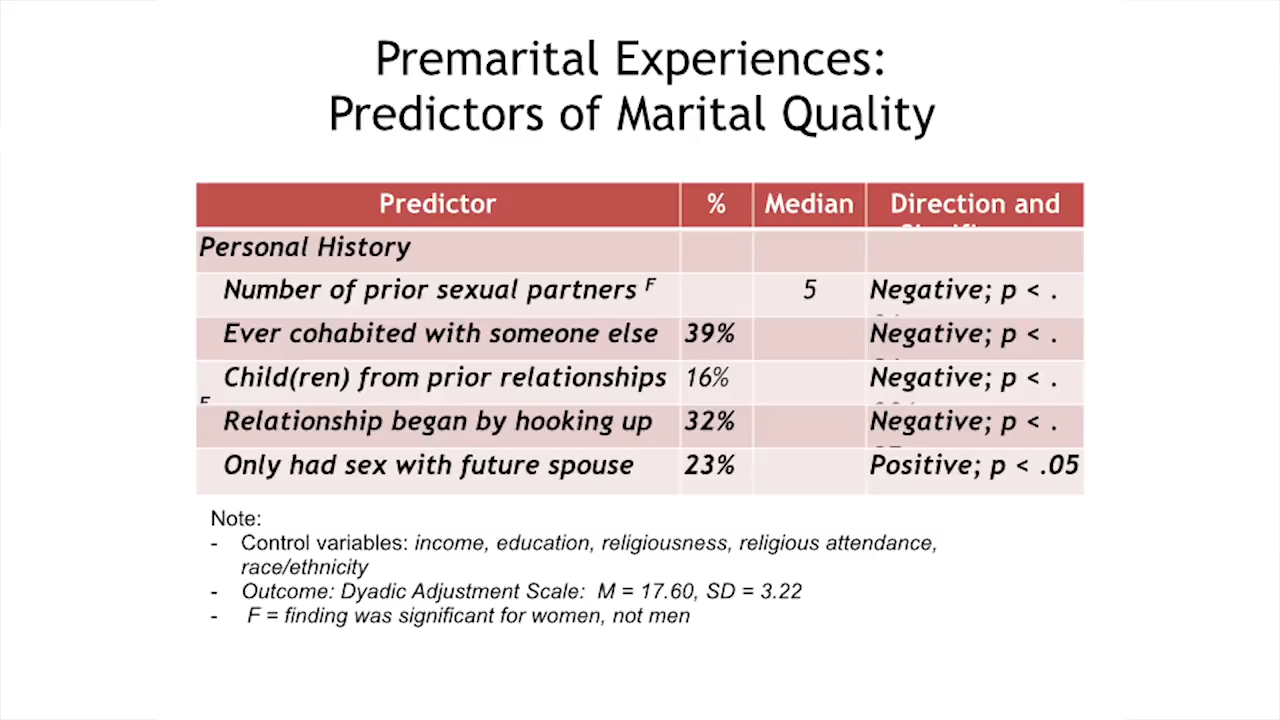 Premarital Experiences:
Predictors of Marital Quality
Predictor % Median Direction and
Personal History
Number of prior sexual partners F 5 Negative; p < .
Ever cohabited with someone else 39% Negative; p < .
Child(ren) from prior relationships 16% Negative; p < .
F
Relationship began by hooking up 32% Negative; p < .
Only had sex with future spouse 23% Positive; p < .05
Note:
- Control variables: income, education, religiousness, religious attendance,
race/ethnicity
- Outcome: Dyadic Adjustment Scale: M = 17.60, SD = 3.22
- F = finding was significant for women, not men